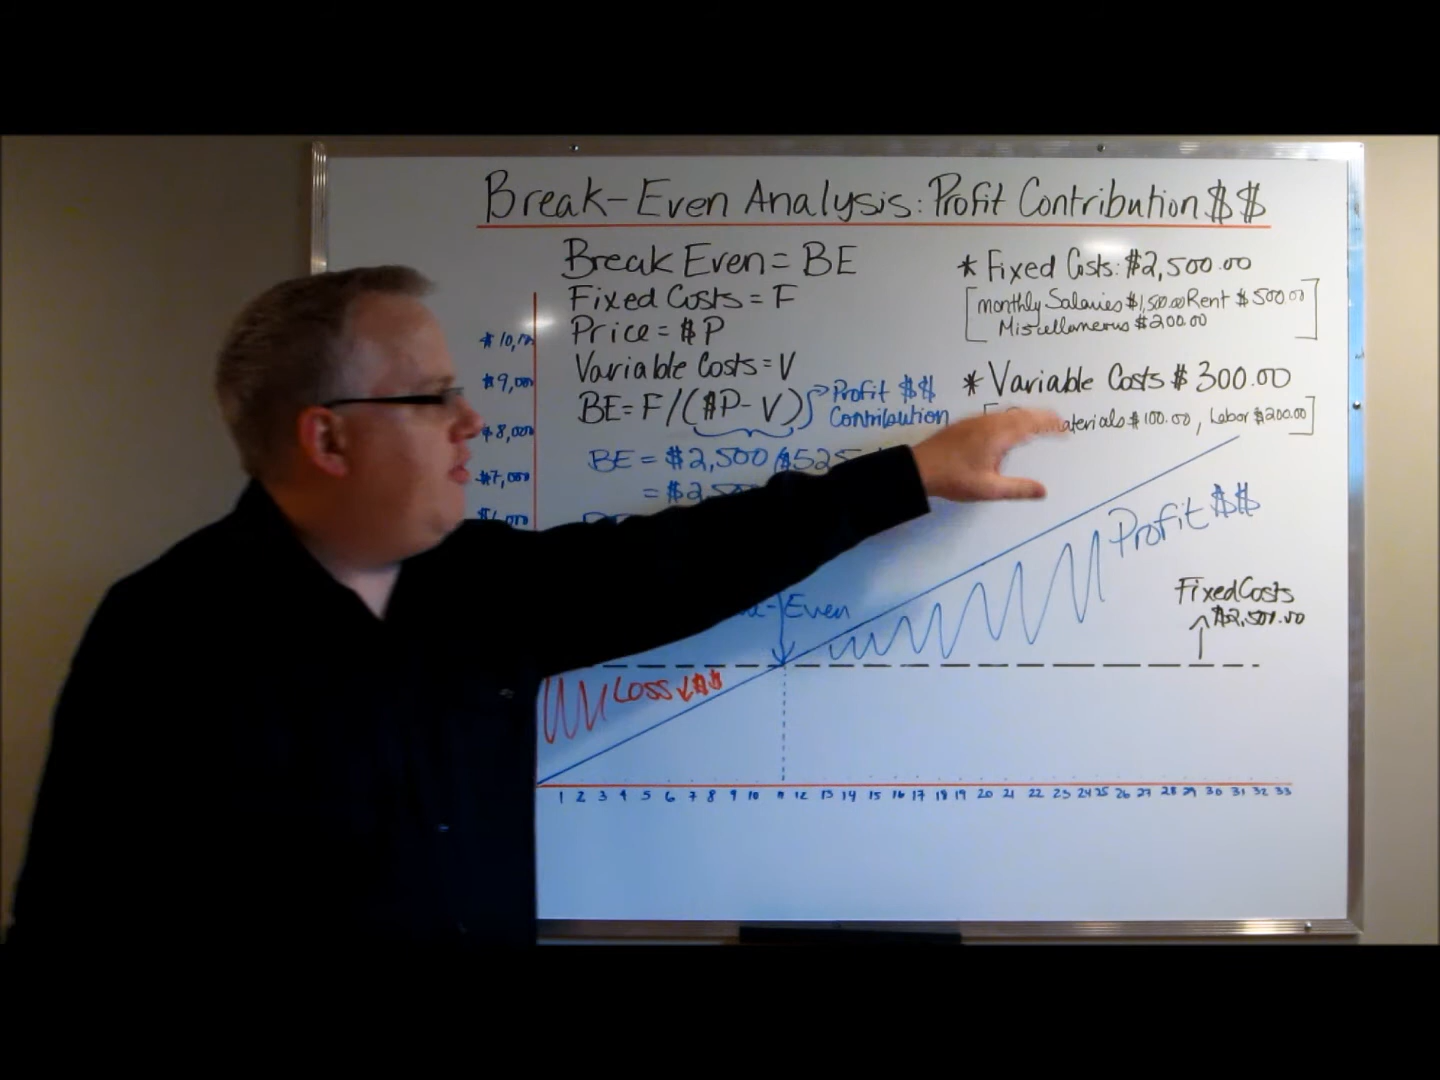 Break-Even Analysis: Profit Contribution $$
Break Even = BE
Fixed Costs = F
Price = $P
Variable Costs = V
BE = F/($P-V)
Profit $$
Contribution
BE = $2,500/$525
= $2,5
* Fixed Costs: $2,500.00
[monthly Salaries $1,500.00 Rent $500.00
Miscellaneous $200.00]
* Variable Costs $300.00
materials $100.00, Labor $200.00]
$9,000
$8,000
$7,000
Even
Profit $$
Fixed Costs
$2,500.00
Loss ↓$$
1 2 3 4 5 6 7 8 9 10 11 12 13 14 15 16 17 18 19 20 21 22 23 24 25 26 27 28 29 30 31 32 33